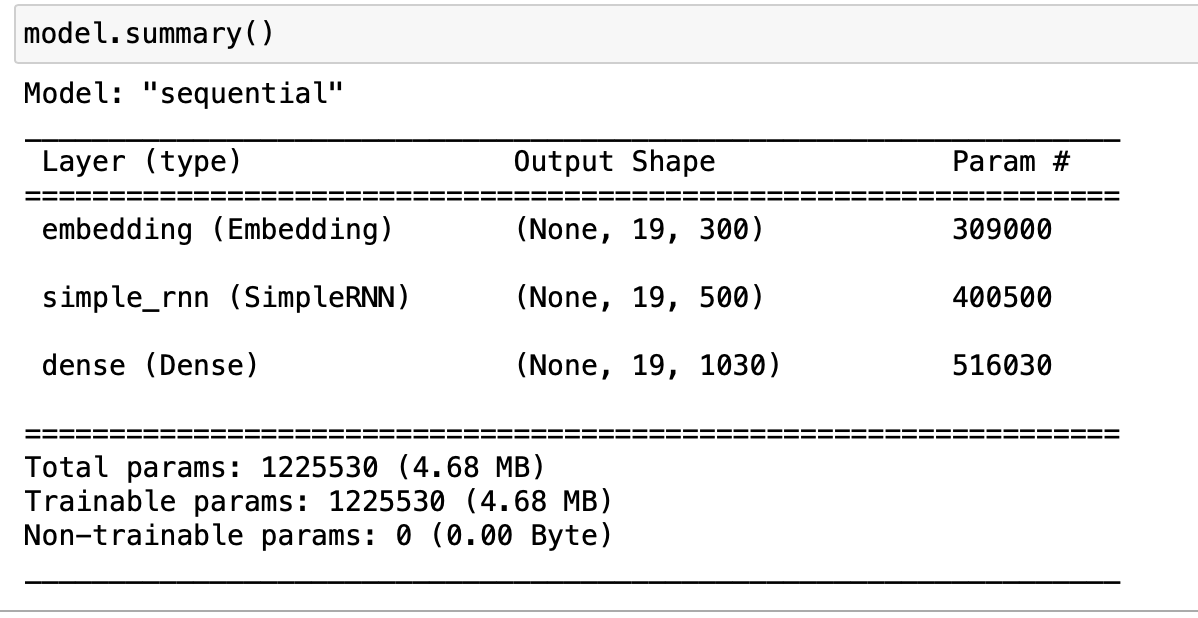 model.summary()
Model: "sequential"
Layer (type) Output Shape Param #
embedding (Embedding) (None, 19, 300) 309000
simple_rnn (SimpleRNN) (None, 19, 500) 400500
dense (Dense) (None, 19, 1030) 516030
Total params: 1225530 (4.68 MB)
Trainable params: 1225530 (4.68 MB)
Non-trainable params: 0 (0.00 Byte)